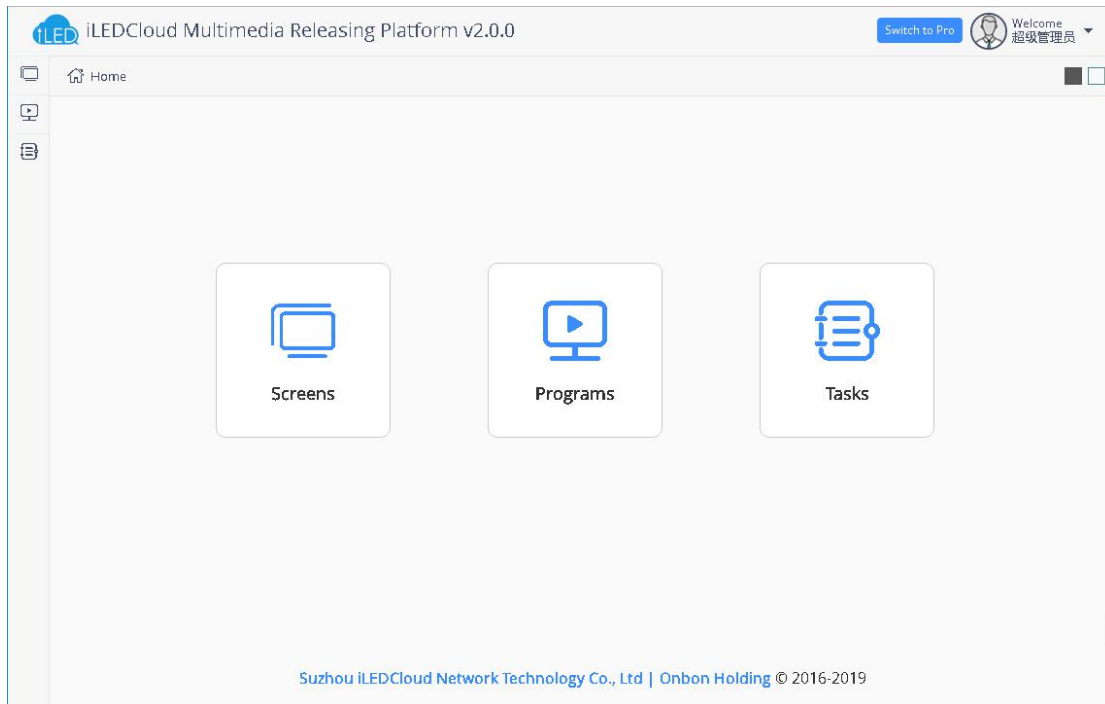 iLED iLEDCloud Multimedia Releasing Platform v2.0.0
Switch to Pro
Welcome
超级管理员
Home
Screens
Programs
Tasks
Suzhou iLEDCloud Network Technology Co., Ltd | Onbon Holding © 2016-2019